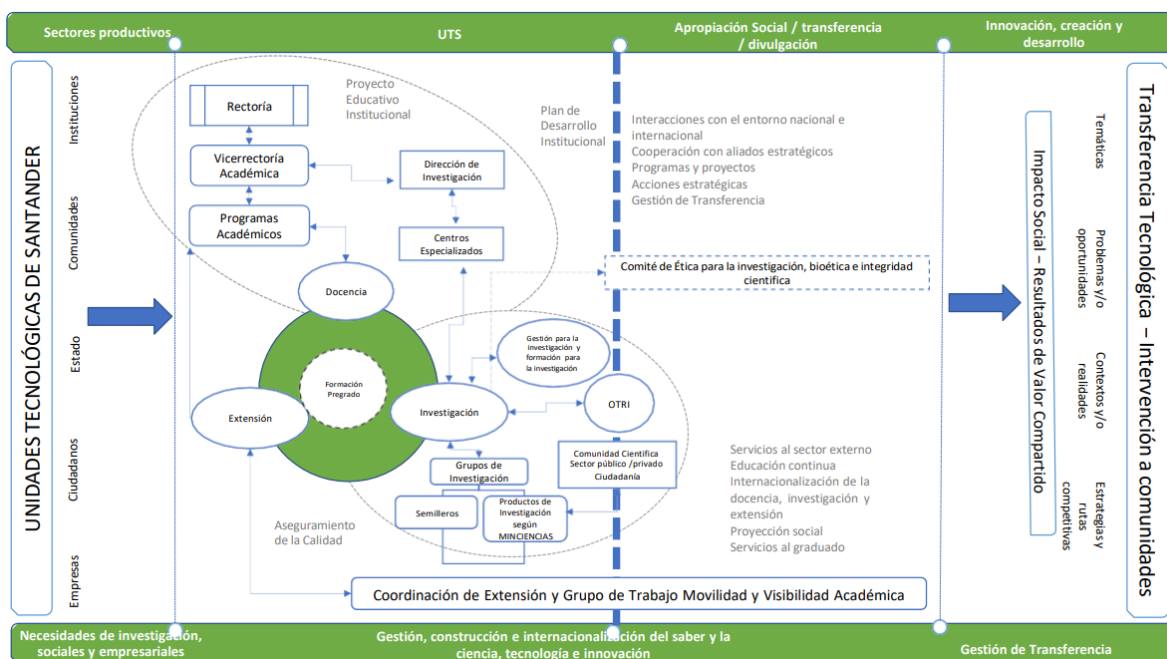 Sectores productivos
UTS
Apropiación Social / transferencia
/ divulgación
Innovación, creación y
desarrollo
UNIDADES TECNOLÓGICAS DE SANTANDER
Instituciones
Comunidades
Estado
Ciudadanos
Empresas
Proyecto
Educativo
Institucional
Rectoría
Vicerrectoría
Académica
Programas
Académicos
Dirección de
Investigación
Centros
Especializados
Plan de
Desarrollo
Institucional
Docencia
Formación
Pregrado
Extensión
Investigación
Gestión para la
investigación y
formación para
la investigación
OTRI
Grupos de
Investigación
Semilleros
Productos de
Investigación
según
MINCIENCIAS
Comunidad Científica
Sector público /privado
Ciudadanía
Aseguramiento
de la Calidad
Interacciones con el entorno nacional e
internacional
Cooperación con aliados estratégicos
Programas y proyectos
Acciones estratégicas
Gestión de Transferencia
Comité de Ética para la investigación, bioética e integridad
científica
Servicios al sector externo
Educación continua
Internacionalización de la
docencia, investigación y
extensión
Proyección social
Servicios al graduado
Coordinación de Extensión y Grupo de Trabajo Movilidad y Visibilidad Académica
Impacto Social – Resultados de Valor Compartido
Temáticas
Problemas y/o
oportunidades
Contextos y/o
realidades
Estrategias y
rutas
competitivas
Transferencia Tecnológica – Intervención a comunidades
Necesidades de investigación,
sociales y empresariales
Gestión, construcción e internacionalización del saber y la
ciencia, tecnología e innovación
Gestión de Transferencia